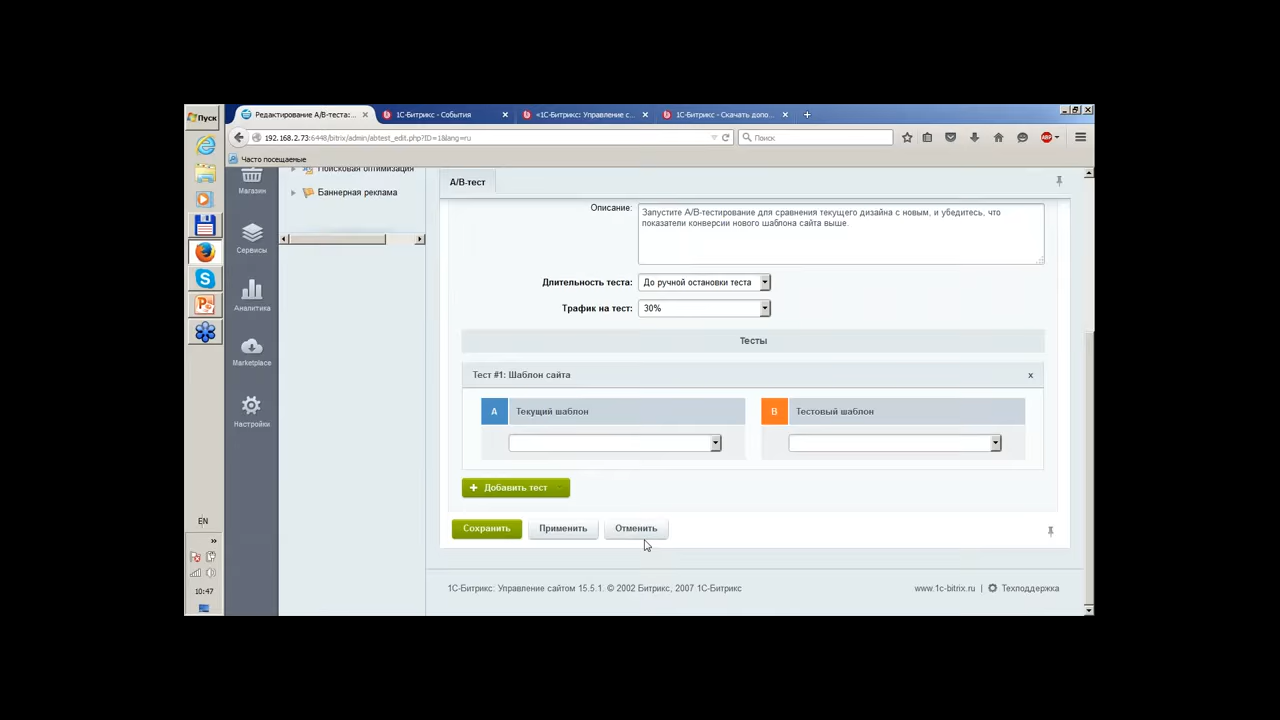 Пуск
Редактирование A/B-теста:...
1С-Битрикс - События
«1С-Битрикс: Управление с...
1С-Битрикс - Скачать допо...
192.168.2.73:6448/bitrix/admin/abtest_edit.php?ID=1&lang=ru
Поиск
ABP
Часто посещаемые
Поисковая оптимизация
Баннерная реклама
Магазин
Сервисы
Аналитика
Marketplace
Настройки
A/B-тест
Описание:
Запустите A/B-тестирование для сравнения текущего дизайна с новым, и убедитесь, что
показатели конверсии нового шаблона сайта выше.
Длительность теста:
До ручной остановки теста
Трафик на тест:
30%
Тесты
Тест #1: Шаблон сайта
x
A
Текущий шаблон
B
Тестовый шаблон
+ Добавить тест
Сохранить
Применить
Отменить
1С-Битрикс: Управление сайтом 15.5.1. © 2002 Битрикс, 2007 1С-Битрикс
www.1c-bitrix.ru | Техподдержка
EN
10:47